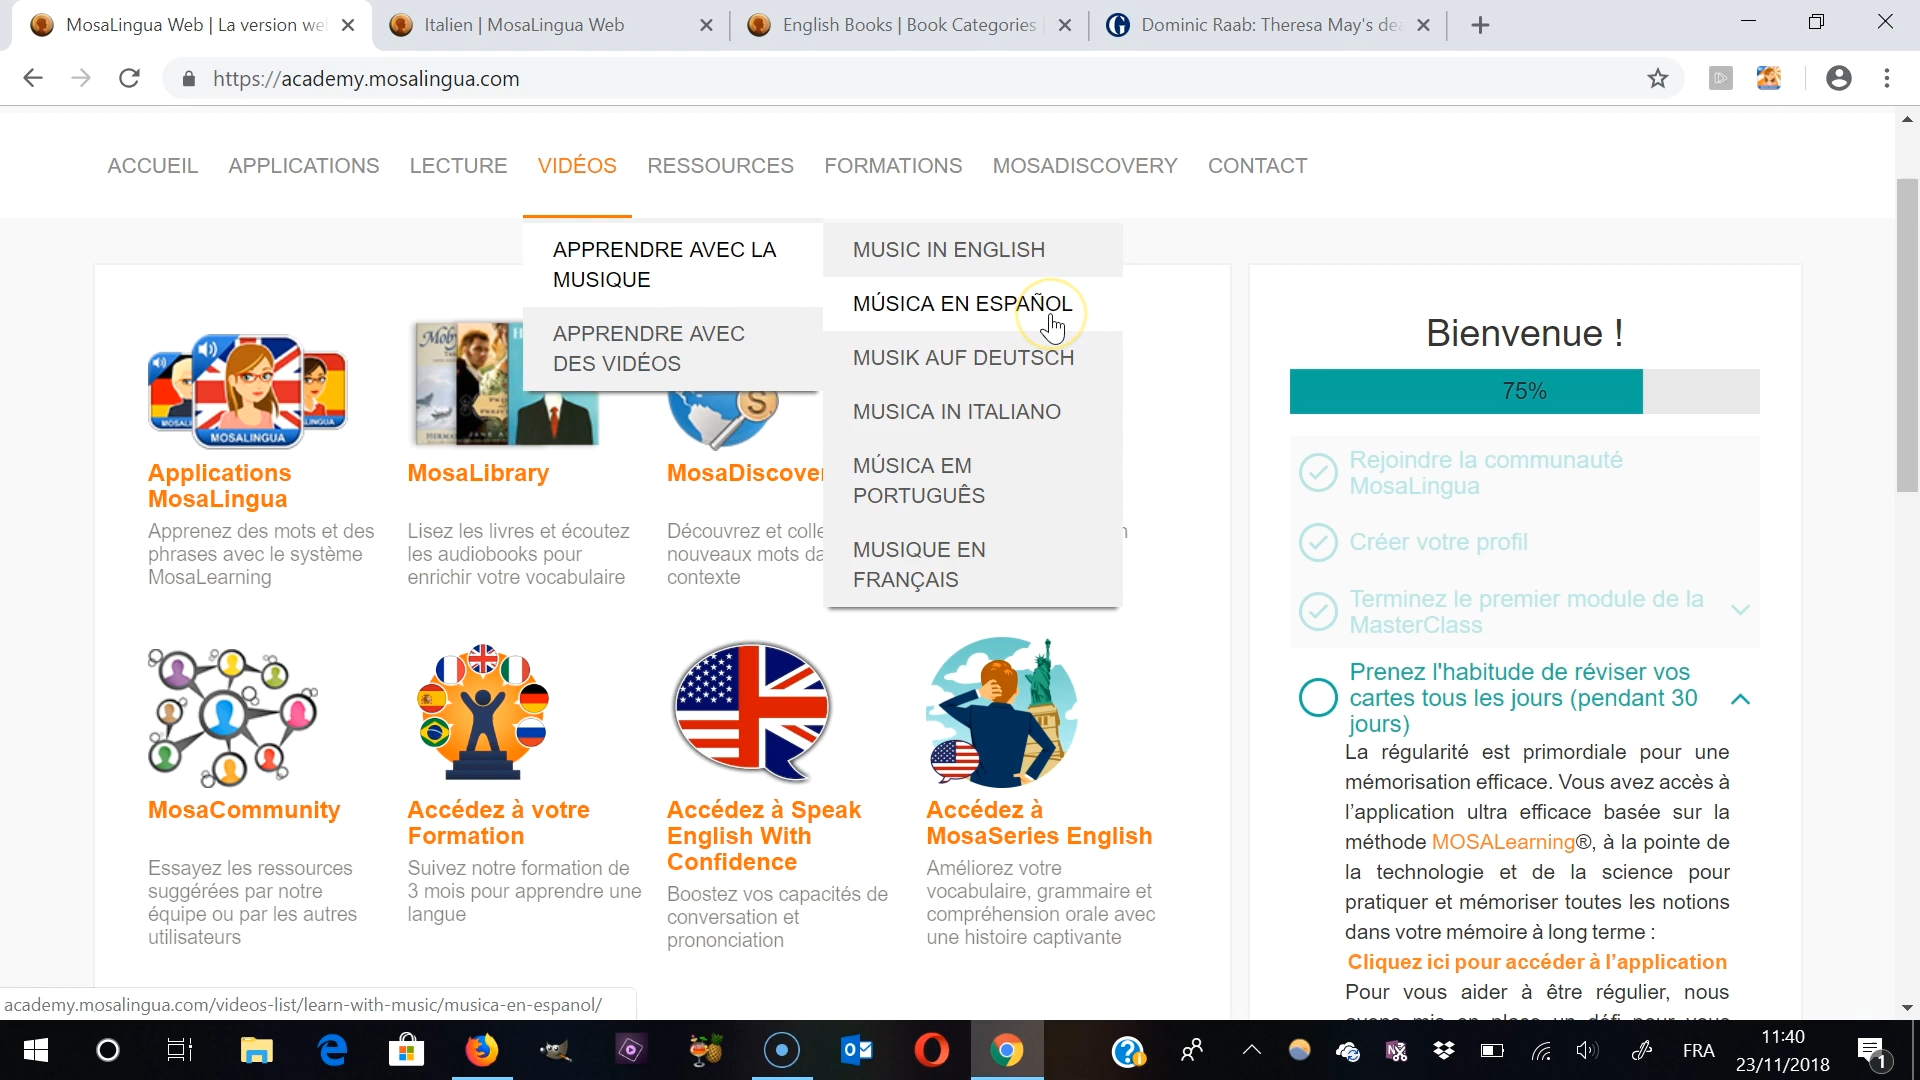 MosaLingua Web | La version we
Italien | MosaLingua Web
English Books | Book Categories
Dominic Raab: Theresa May's dea
https://academy.mosalingua.com
ACCUEIL
APPLICATIONS
LECTURE
VIDÉOS
RESSOURCES
FORMATIONS
MOSADISCOVERY
CONTACT
APPRENDRE AVEC LA
MUSIQUE
APPRENDRE AVEC
DES VIDÉOS
MUSIC IN ENGLISH
MÚSICA EN ESPAÑOL
MUSIK AUF DEUTSCH
MUSICA IN ITALIANO
MÚSICA EM
PORTUGUÊS
MUSIQUE EN
FRANÇAIS
MOSALINGUA
Applications
MosaLingua
Apprenez des mots et des
phrases avec le système
MosaLearning
MosaLibrary
Lisez les livres et écoutez
les audiobooks pour
enrichir votre vocabulaire
MosaDiscover
Découvrez et colle
nouveaux mots da
contexte
MosaCommunity
Essayez les ressources
suggérées par notre
équipe ou par les autres
utilisateurs
Accédez à votre
Formation
Suivez notre formation de
3 mois pour apprendre une
langue
Accédez à Speak
English With
Confidence
Boostez vos capacités de
conversation et
prononciation
Accédez à
MosaSeries English
Améliorez votre
vocabulaire, grammaire et
compréhension orale avec
une histoire captivante
Bienvenue !
75%
Rejoindre la communauté
MosaLingua
Créer votre profil
Terminez le premier module de la
MasterClass
Prenez l'habitude de réviser vos
cartes tous les jours (pendant 30
jours)
La régularité est primordiale pour une
mémorisation efficace. Vous avez accès à
l'application ultra efficace basée sur la
méthode MOSALearning®, à la pointe de
la technologie et de la science pour
pratiquer et mémoriser toutes les notions
dans votre mémoire à long terme :
Cliquez ici pour accéder à l'application
Pour vous aider à être régulier, nous
academy.mosalingua.com/videos-list/learn-with-music/musica-en-espanol/
FRA
11:40
23/11/2018
1